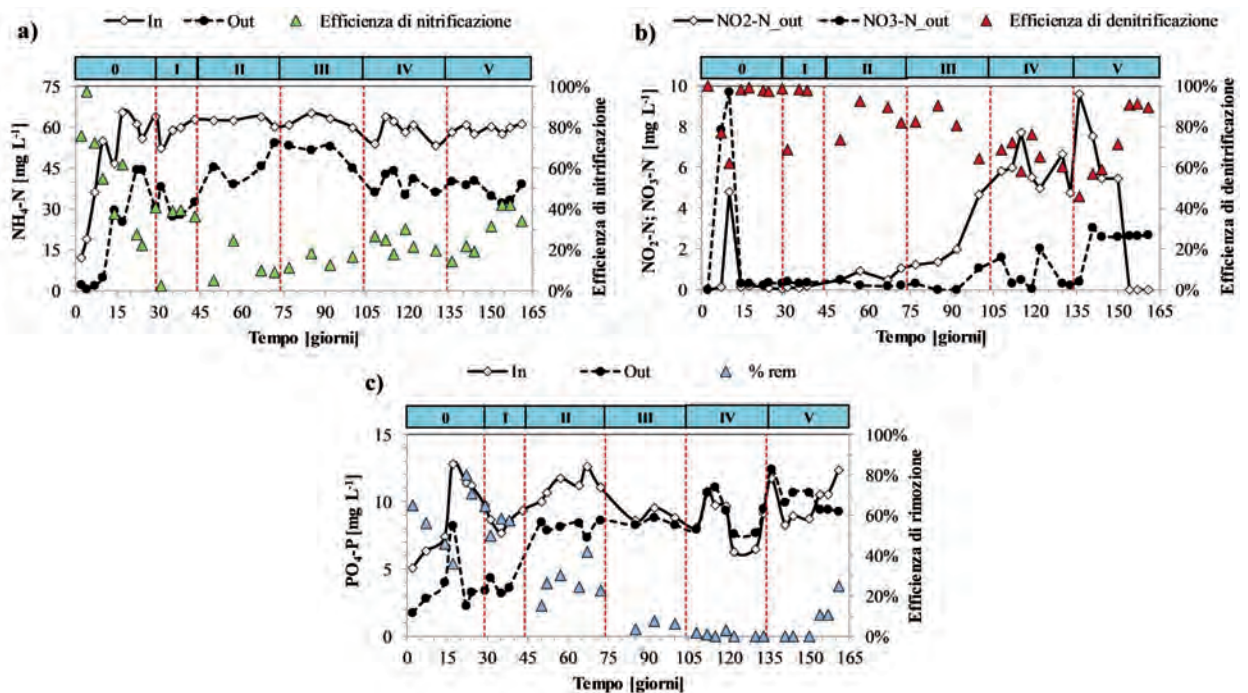 a)
In Out Efficienza di nitrificazione
0 I II III IV V
75
60
45
30
15
0
NH4-N [mg L-1]
100%
80%
60%
40%
20%
0%
Efficienza di nitrificazione
0 15 30 45 60 75 90 105 120 135 150 165
Tempo [giorni]
b)
NO2-N_out NO3-N_out Efficienza di denitrificazione
0 I II III IV V
10
8
6
4
2
0
NO2-N; NO3-N [mg L-1]
100%
80%
60%
40%
20%
0%
Efficienza di denitrificazione
0 15 30 45 60 75 90 105 120 135 150 165
Tempo [giorni]
c)
In Out % rem
0 I II III IV V
15
10
5
0
PO4-P [mg L-1]
100%
80%
60%
40%
20%
0%
Efficienza di rimozione
0 15 30 45 60 75 90 105 120 135 150 165
Tempo [giorni]